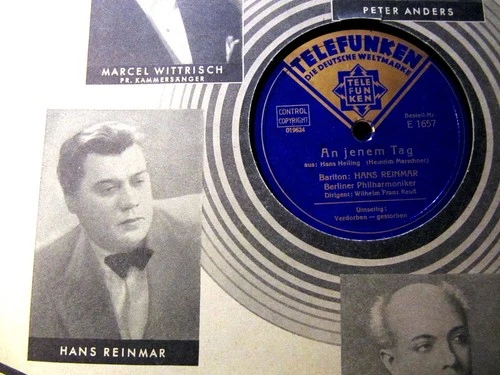 PETER ANDERS
MARCEL WITTRISCH
PR. KAMMERSÄNGER
TELEFUNKEN
DIE DEUTSCHE WELTMARKE
TELE
FUN
KEN
CONTROL
COPYRIGHT
019624
Bestell-Nr.
E 1657
An jenem Tag
aus: Hans Heiling (Heinrich Marschner)
Bariton: HANS REINMAR
Berliner Philharmoniker
Dirigent: Wilhelm Franz Reuß
Umseitig:
Verdorben — gestorben
HANS REINMAR